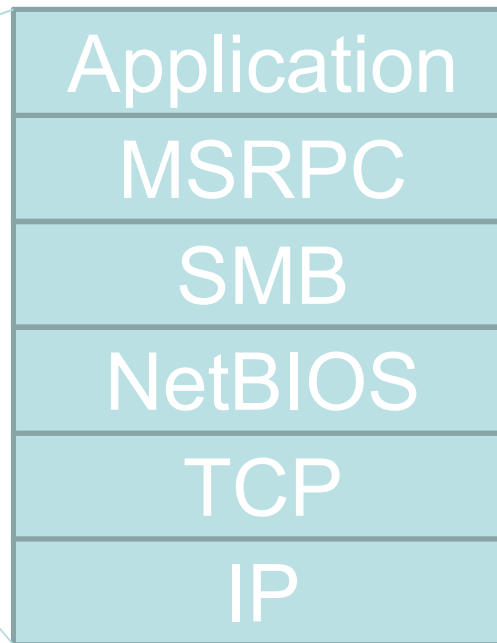 Application
MSRPC
SMB
NetBIOS
TCP
IP